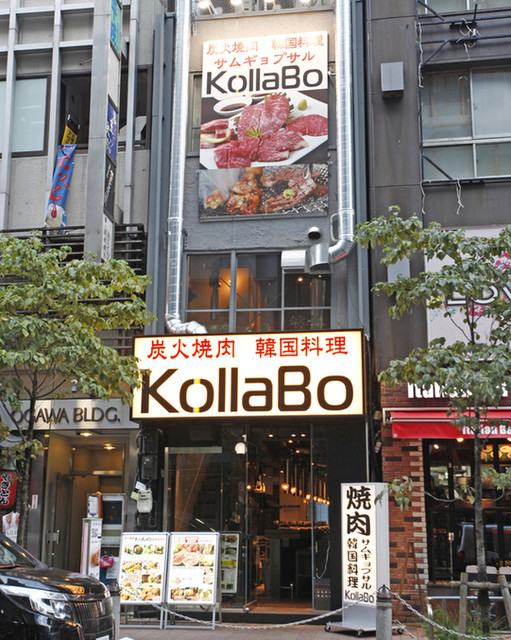 炭火焼肉 韓国料理
サムギョプサル
KollaBo
炭火焼肉 韓国料理
KollaBo
OGAWA BLDG.
焼肉
サムギョプサル
韓国料理
KollaBo